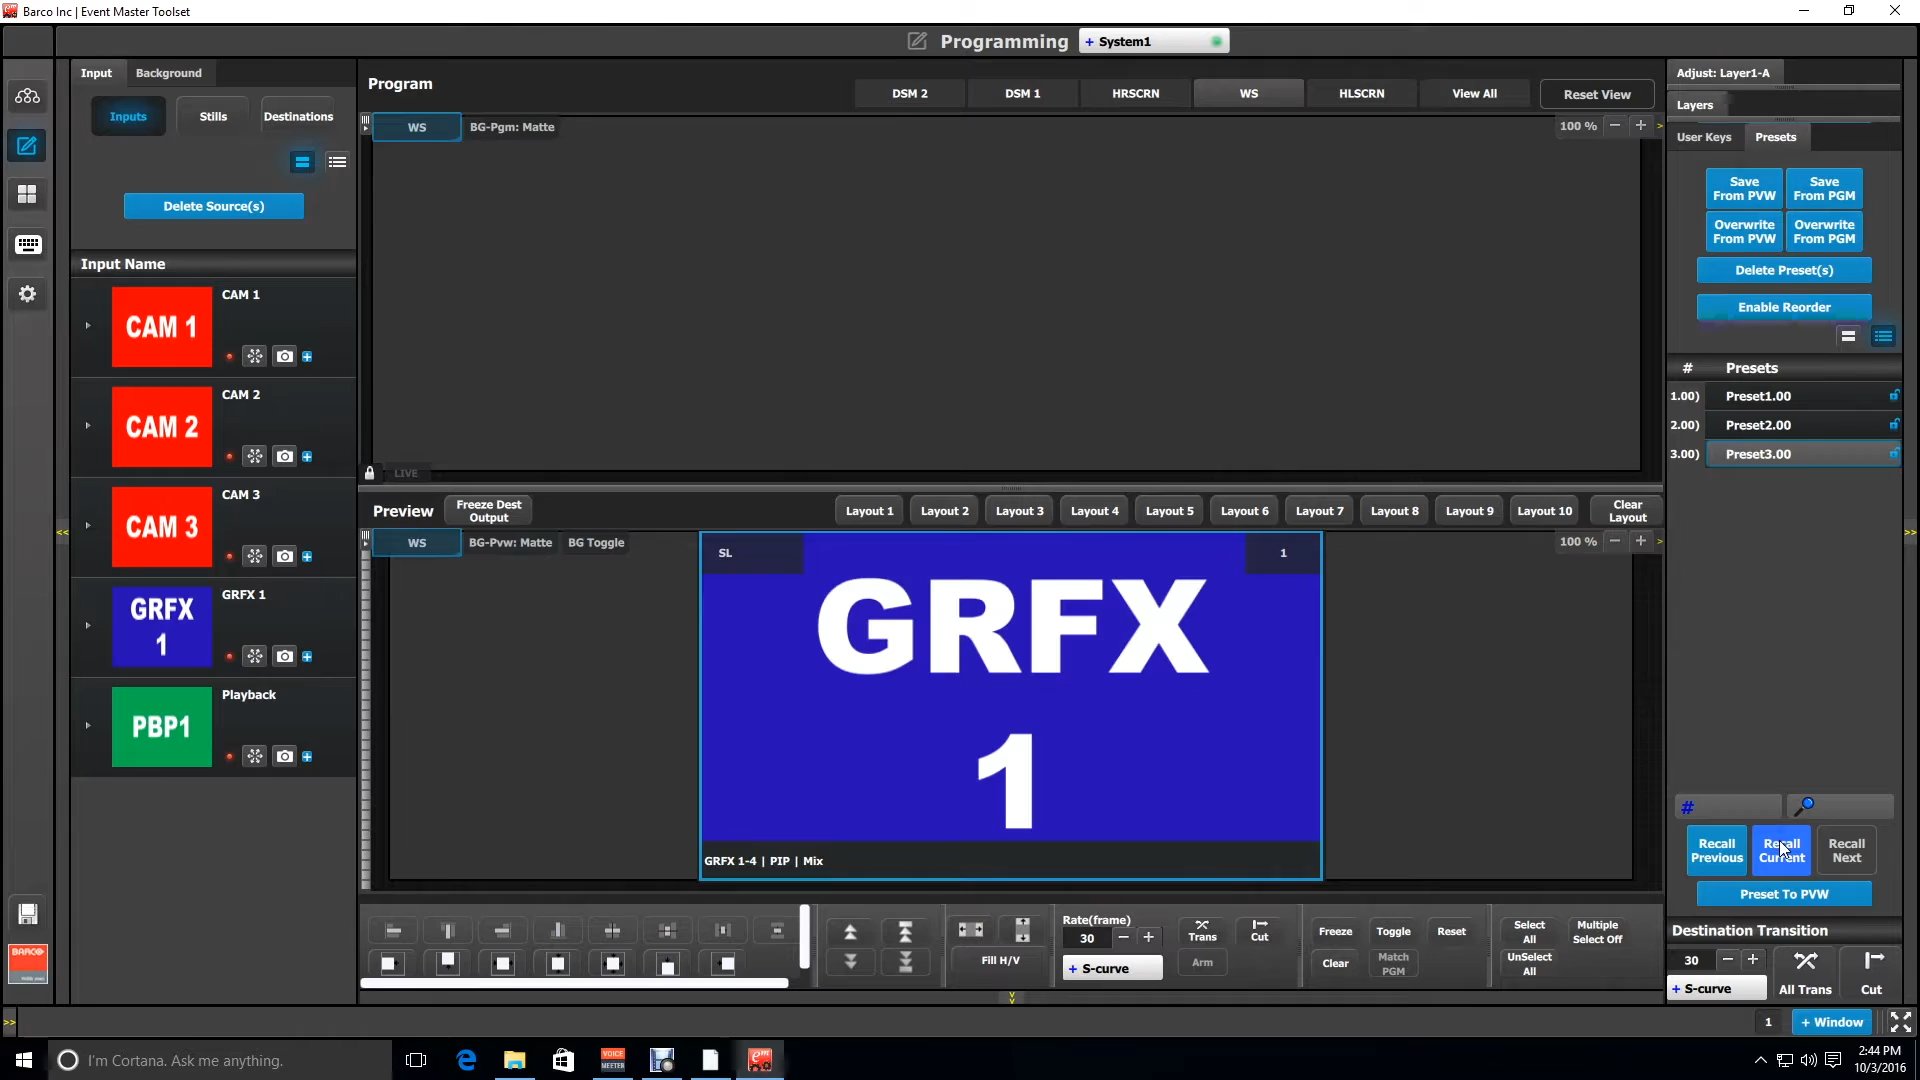 Barco Inc | Event Master Toolset
Programming
+ System1
Input
Background
Inputs
Stills
Destinations
Delete Source(s)
Input Name
CAM 1
CAM 1
CAM 2
CAM 2
CAM 3
CAM 3
GRFX
1
GRFX 1
PBP1
Playback
Program
DSM 2
DSM 1
HRSCRN
WS
HLSCRN
View All
Reset View
WS
BG-Pgm: Matte
100 %
LIVE
Preview
Freeze Dest
Output
Layout 1
Layout 2
Layout 3
Layout 4
Layout 5
Layout 6
Layout 7
Layout 8
Layout 9
Layout 10
Clear
Layout
WS
BG-Pvw: Matte
BG Toggle
100 %
SL
1
GRFX
1
GRFX 1-4 | PIP | Mix
Fill H/V
Rate(frame)
30
+ S-curve
Trans
Cut
Arm
Freeze
Toggle
Reset
Clear
Match
PGM
Select
All
Multiple
Select Off
UnSelect
All
Adjust: Layer1-A
Layers
User Keys
Presets
Save
From PVW
Save
From PGM
Overwrite
From PVW
Overwrite
From PGM
Delete Preset(s)
Enable Reorder
# Presets
1.00) Preset1.00
2.00) Preset2.00
3.00) Preset3.00
#
Recall
Previous
Recall
Current
Recall
Next
Preset To PVW
Destination Transition
30
+ S-curve
All Trans
Cut
1
+ Window
BARCO
I'm Cortana. Ask me anything.
VOICE
MEETER
em
2:44 PM
10/3/2016